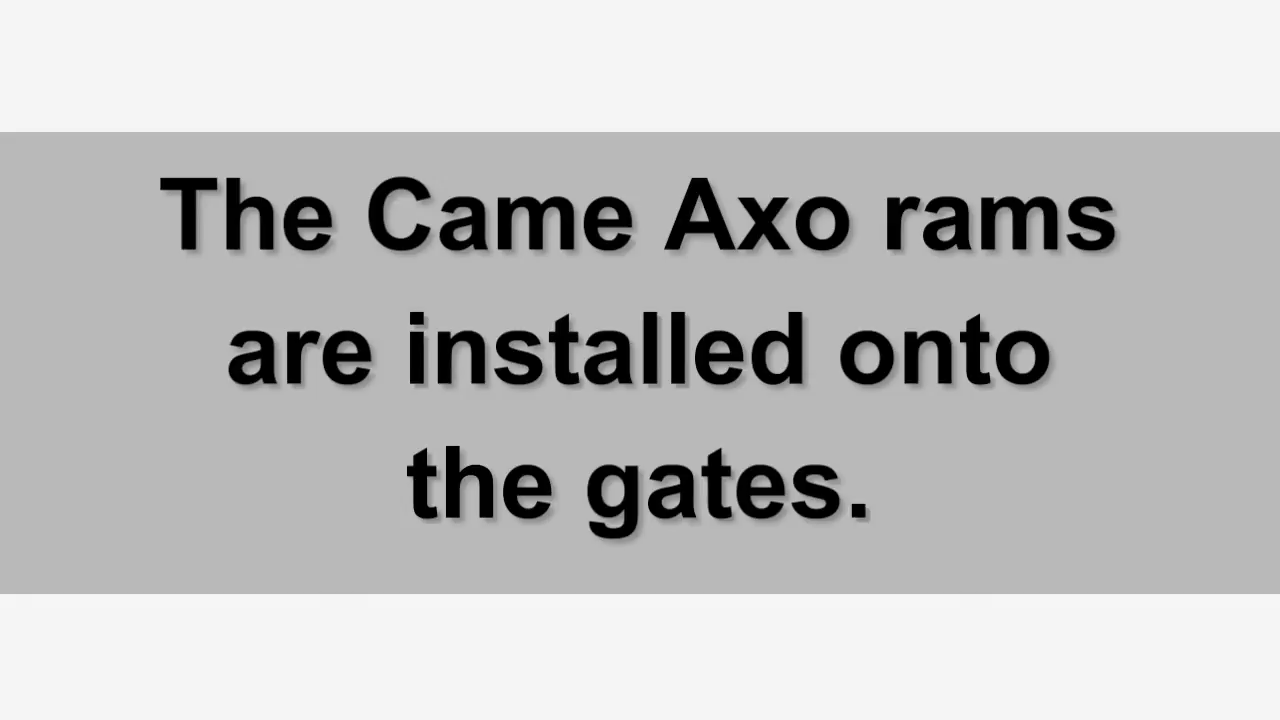 The Came Axo rams
are installed onto
the gates.